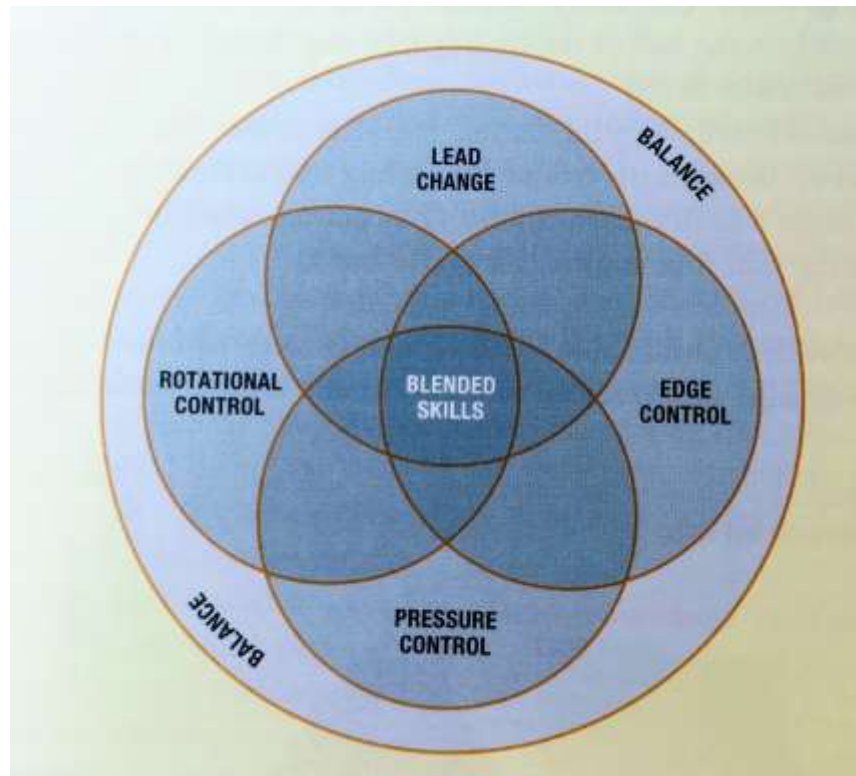 BALANCE
LEAD
CHANGE
ROTATIONAL
CONTROL
BLENDED
SKILLS
EDGE
CONTROL
PRESSURE
CONTROL
BALANCE